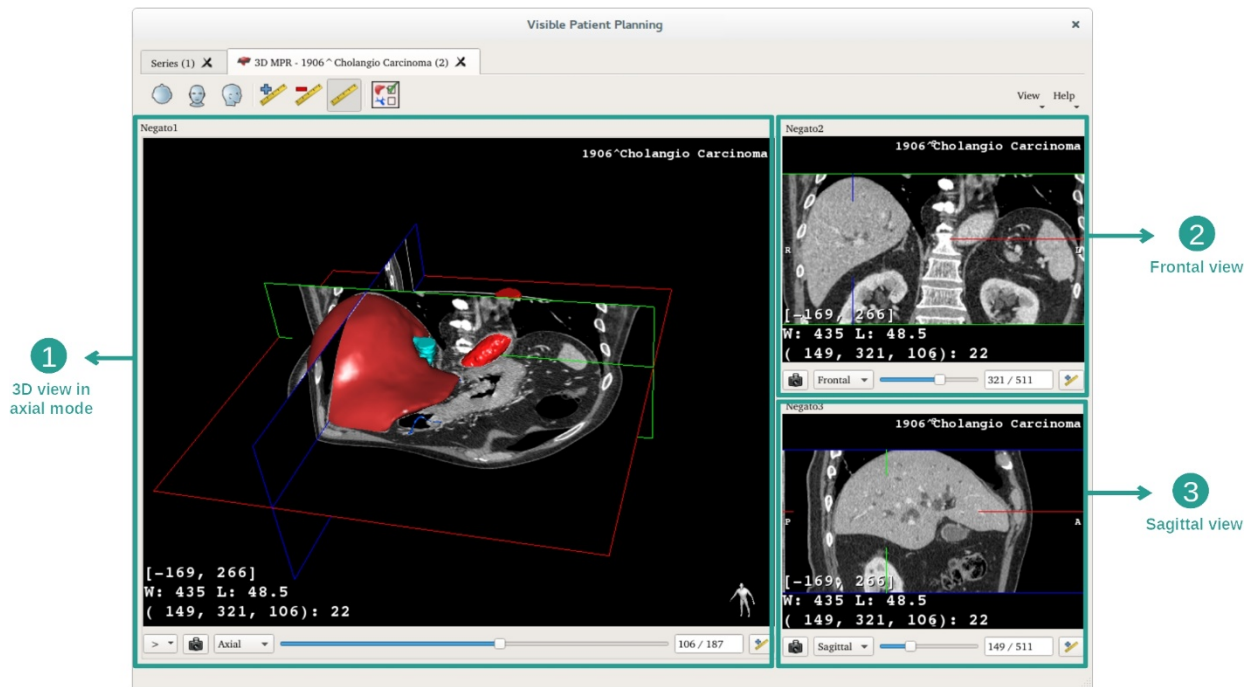 Visible Patient Planning
Series (1)
3D MPR - 1906^Cholangio Carcinoma (2)
View Help
Negato1
1906^Cholangio Carcinoma
[-169, 266]
W: 435 L: 48.5
( 149, 321, 106): 22
>
Axial
106 / 187
Negato2
1906^Cholangio Carcinoma
R
L
[-169, 266]
W: 435 L: 48.5
( 149, 321, 106): 22
Frontal
321 / 511
Negato3
1906^Cholangio Carcinoma
P
A
[-169, 266]
W: 435 L: 48.5
( 149, 321, 106): 22
Sagittal
149 / 511
1
3D view in
axial mode
2
Frontal view
3
Sagittal view